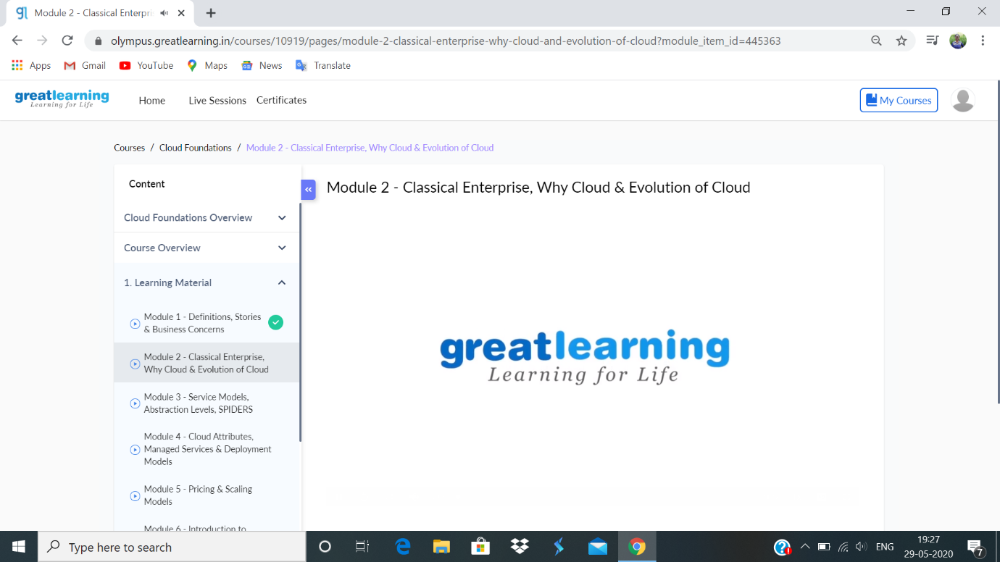 Module 2 - Classical Enterpri
olympus.greatlearning.in/courses/10919/pages/module-2-classical-enterprise-why-cloud-and-evolution-of-cloud?module_item_id=445363
Apps Gmail YouTube Maps News Translate
greatlearning
Learning for Life
Home Live Sessions Certificates
My Courses
Courses / Cloud Foundations / Module 2 - Classical Enterprise, Why Cloud & Evolution of Cloud
Content
Cloud Foundations Overview
Course Overview
1. Learning Material
Module 1 - Definitions, Stories
& Business Concerns
Module 2 - Classical Enterprise,
Why Cloud & Evolution of Cloud
Module 3 - Service Models,
Abstraction Levels, SPIDERS
Module 4 - Cloud Attributes,
Managed Services & Deployment
Models
Module 5 - Pricing & Scaling
Models
Module 6 - Introduction to
Module 2 - Classical Enterprise, Why Cloud & Evolution of Cloud
greatlearning
Learning for Life
Type here to search
ENG
19:27
29-05-2020
7